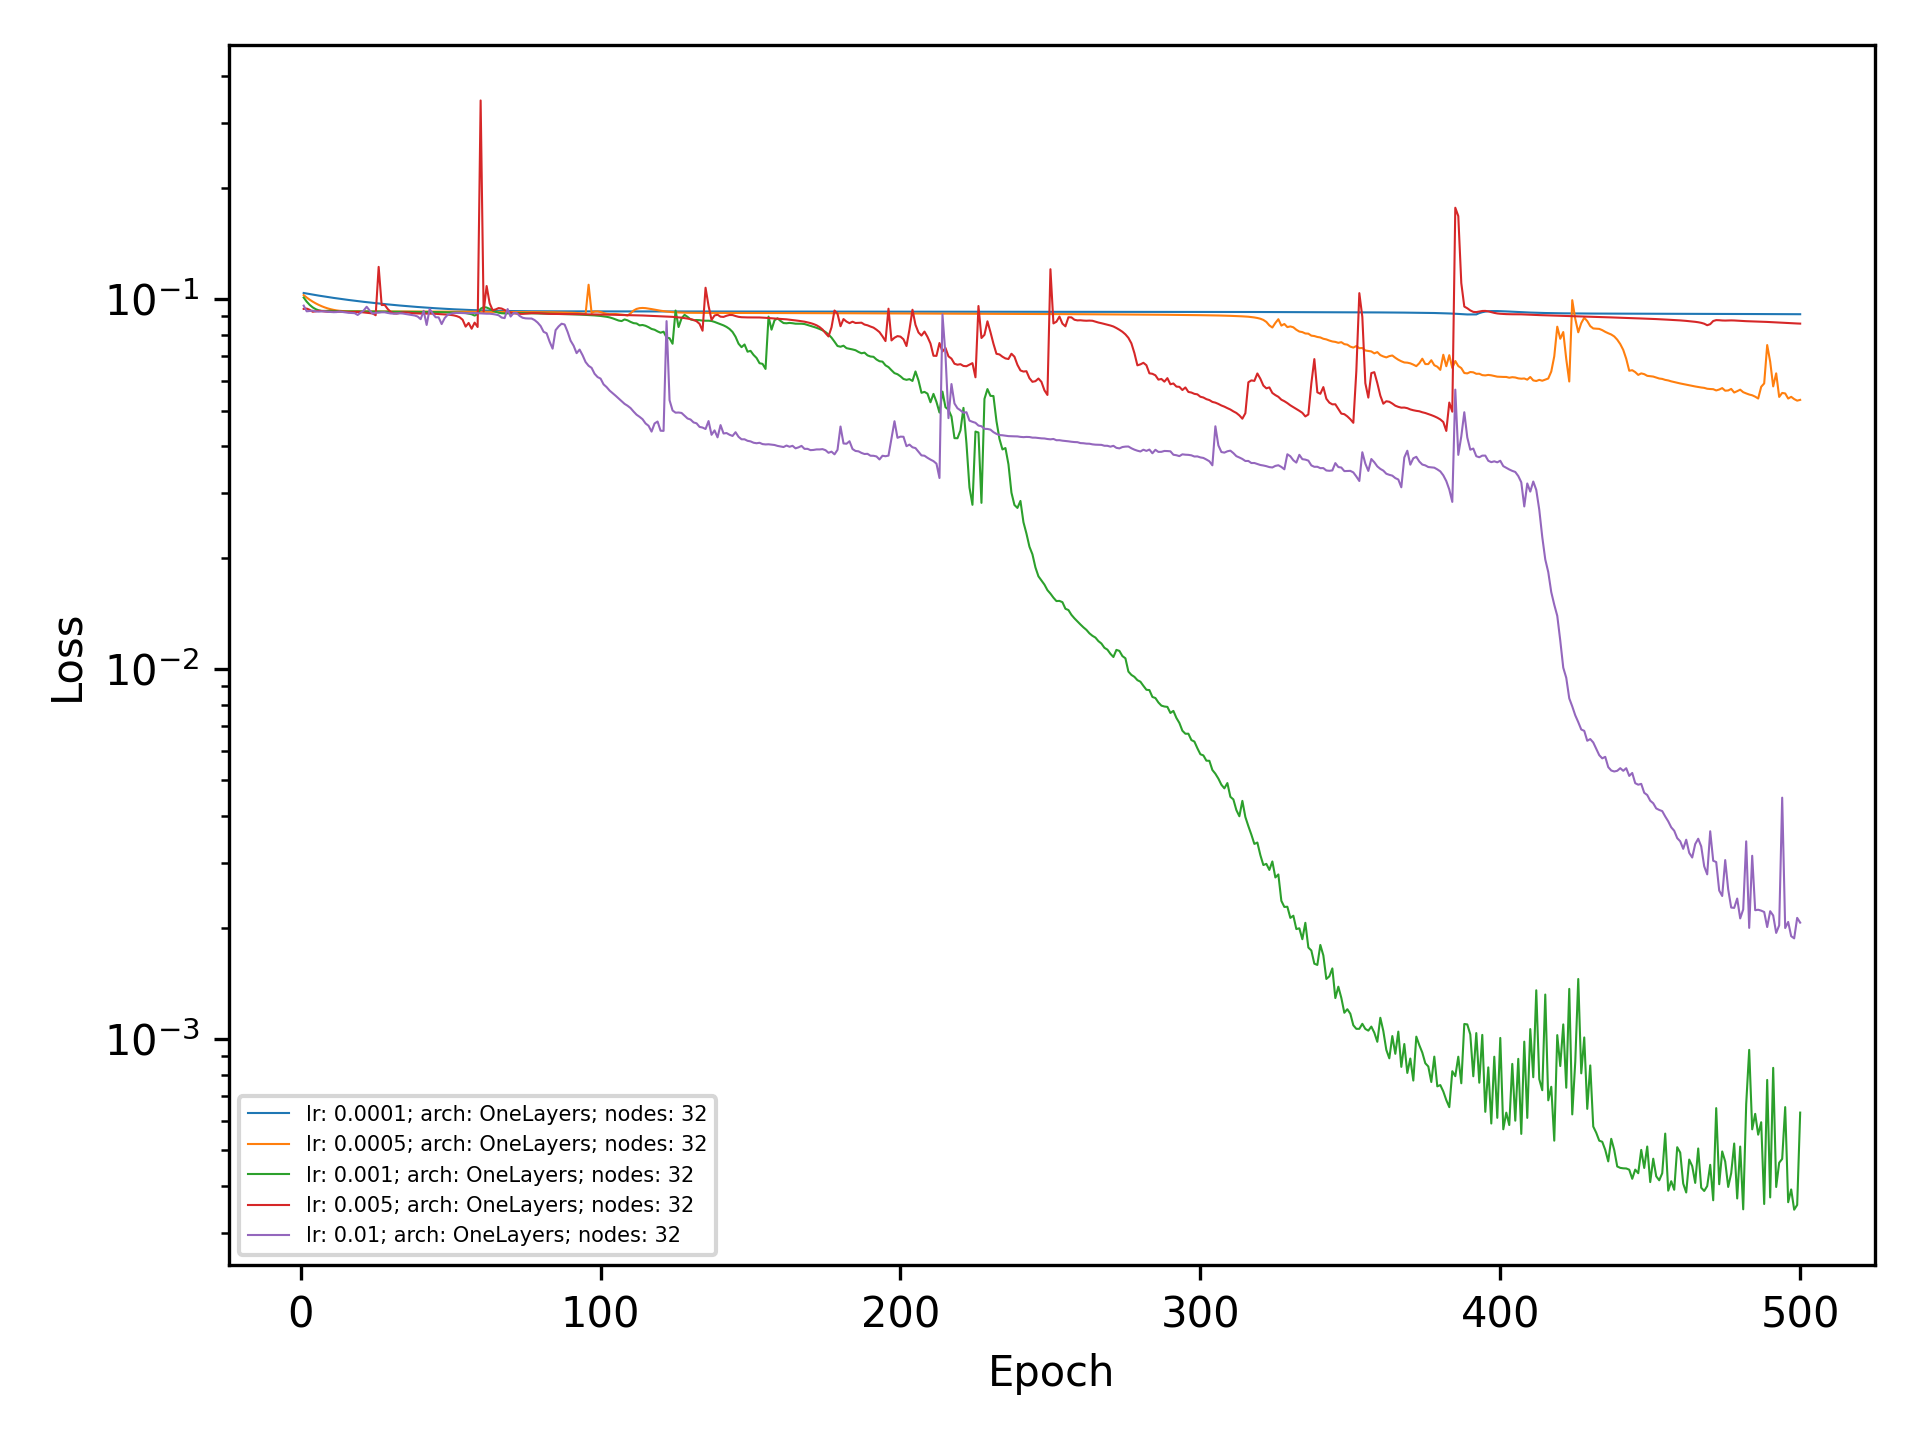 Loss
10⁻¹
10⁻²
10⁻³
lr: 0.0001; arch: OneLayers; nodes: 32
lr: 0.0005; arch: OneLayers; nodes: 32
lr: 0.001; arch: OneLayers; nodes: 32
lr: 0.005; arch: OneLayers; nodes: 32
lr: 0.01; arch: OneLayers; nodes: 32
0 100 200 300 400 500
Epoch